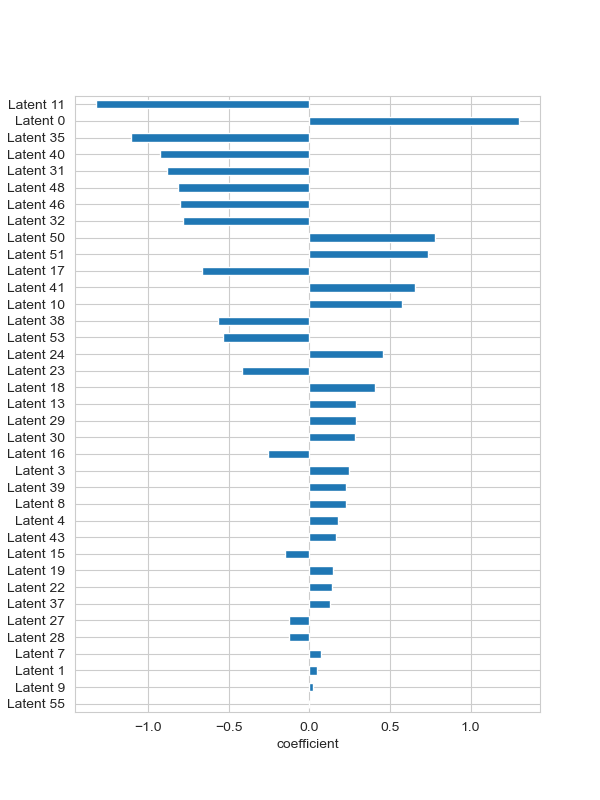 Latent 11
Latent 0
Latent 35
Latent 40
Latent 31
Latent 48
Latent 46
Latent 32
Latent 50
Latent 51
Latent 17
Latent 41
Latent 10
Latent 38
Latent 53
Latent 24
Latent 23
Latent 18
Latent 13
Latent 29
Latent 30
Latent 16
Latent 3
Latent 39
Latent 8
Latent 4
Latent 43
Latent 15
Latent 19
Latent 22
Latent 37
Latent 27
Latent 28
Latent 7
Latent 1
Latent 9
Latent 55
−1.0 −0.5 0.0 0.5 1.0
coefficient